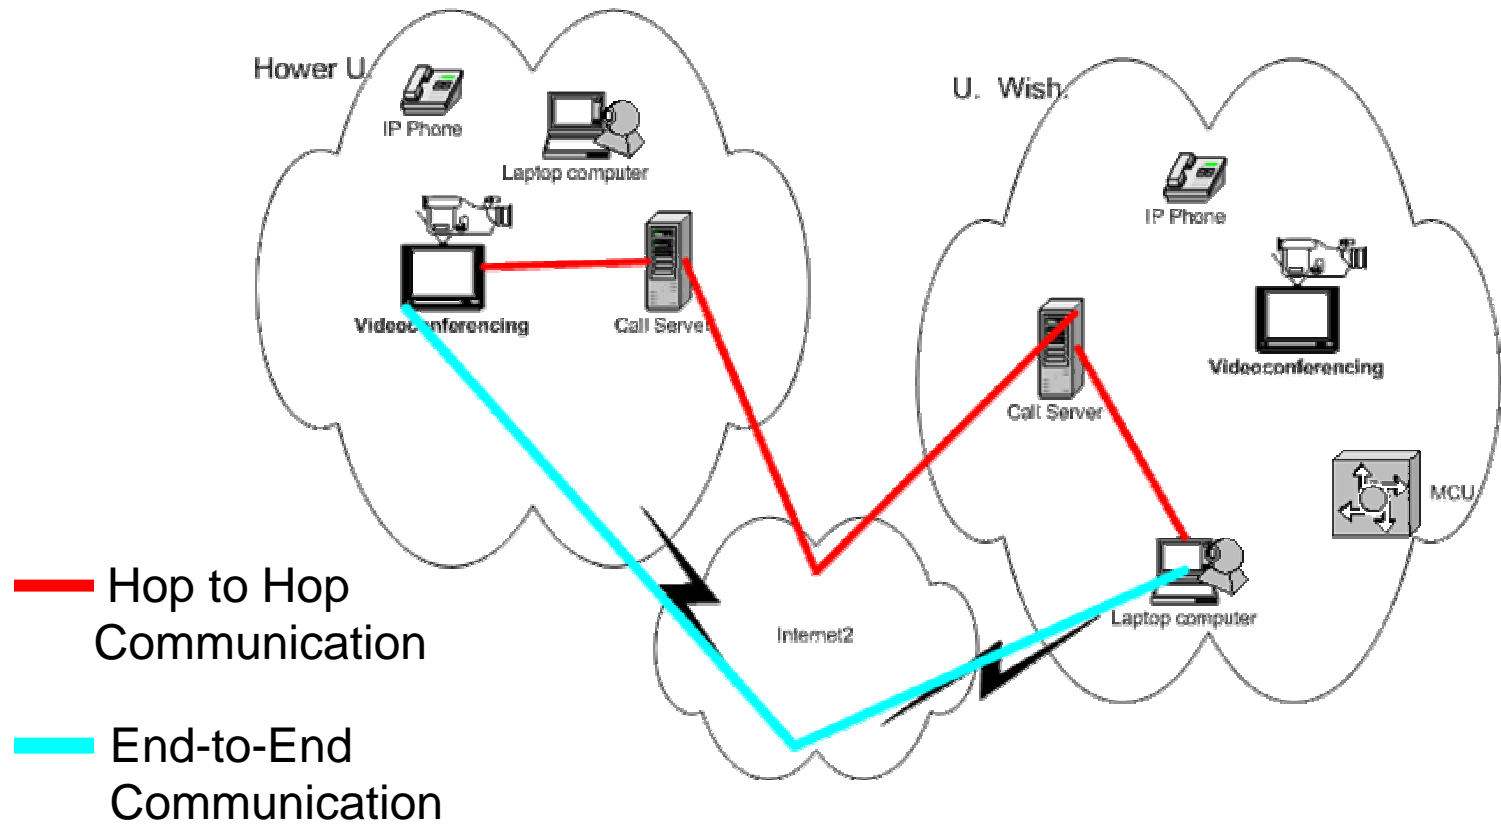 Hower U.
IP Phone
Laptop computer
Videoconferencing
Call Server
U. Wish.
IP Phone
Videoconferencing
Call Server
MCU
Laptop computer
Internet2
Hop to Hop
Communication
End-to-End
Communication